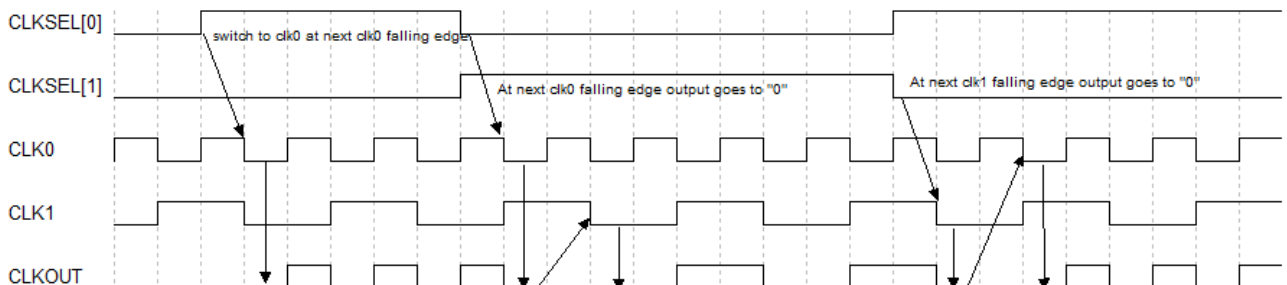 CLKSEL[0]
switch to clk0 at next clk0 falling edge
CLKSEL[1]
At next clk0 falling edge output goes to "0"
At next clk1 falling edge output goes to "0"
CLK0
CLK1
CLKOUT